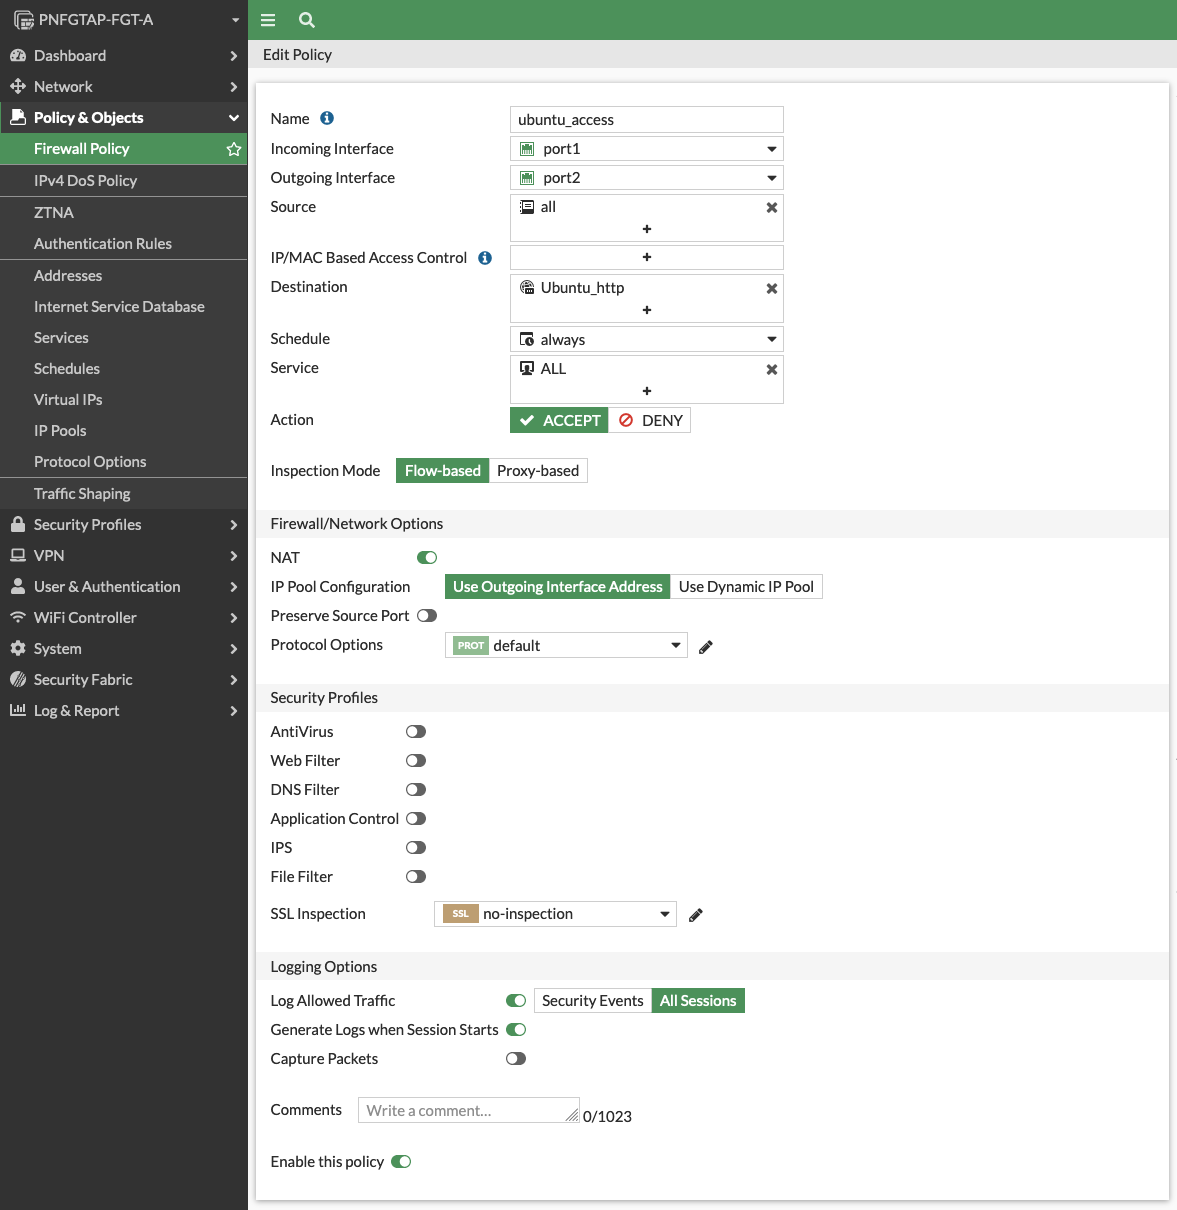 PNFGTAP-FGT-A
Dashboard
Network
Policy & Objects
Firewall Policy
IPv4 DoS Policy
ZTNA
Authentication Rules
Addresses
Internet Service Database
Services
Schedules
Virtual IPs
IP Pools
Protocol Options
Traffic Shaping
Security Profiles
VPN
User & Authentication
WiFi Controller
System
Security Fabric
Log & Report
Edit Policy
Name ubuntu_access
Incoming Interface port1
Outgoing Interface port2
Source all
+
IP/MAC Based Access Control +
Destination Ubuntu_http
+
Schedule always
Service ALL
+
Action ACCEPT DENY
Inspection Mode Flow-based Proxy-based
Firewall/Network Options
NAT
IP Pool Configuration Use Outgoing Interface Address Use Dynamic IP Pool
Preserve Source Port
Protocol Options PROT default
Security Profiles
AntiVirus
Web Filter
DNS Filter
Application Control
IPS
File Filter
SSL Inspection SSL no-inspection
Logging Options
Log Allowed Traffic Security Events All Sessions
Generate Logs when Session Starts
Capture Packets
Comments Write a comment... 0/1023
Enable this policy